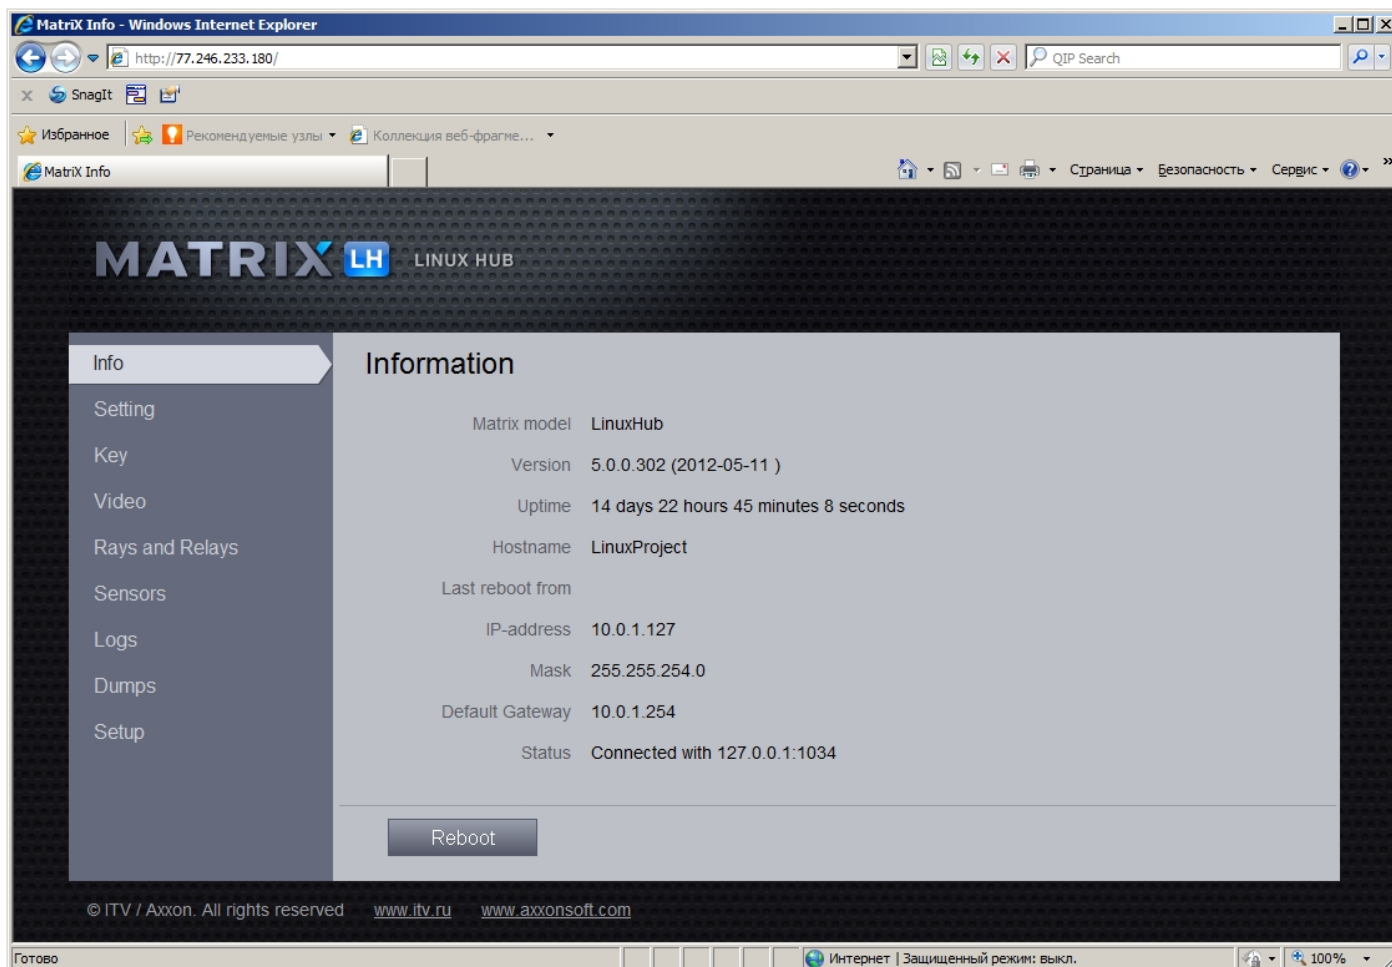 MatriX Info - Windows Internet Explorer
http://77.246.233.180/
QIP Search
x SnagIt
Избранное Рекомендуемые узлы Коллекция веб-фрагме...
MatriX Info
Страница Безопасность Сервис »
MATRIX LH LINUX HUB
Info
Setting
Key
Video
Rays and Relays
Sensors
Logs
Dumps
Setup
Information
Matrix model LinuxHub
Version 5.0.0.302 (2012-05-11 )
Uptime 14 days 22 hours 45 minutes 8 seconds
Hostname LinuxProject
Last reboot from
IP-address 10.0.1.127
Mask 255.255.254.0
Default Gateway 10.0.1.254
Status Connected with 127.0.0.1:1034
Reboot
© ITV / Axxon. All rights reserved www.itv.ru www.axxonsoft.com
Готово Интернет | Защищенный режим: выкл. 100%